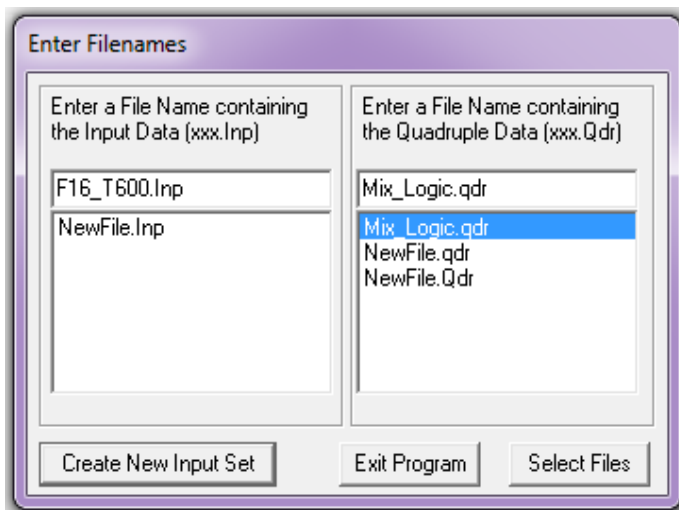 Enter Filenames
Enter a File Name containing
the Input Data (xxx.Inp)
F16_T600.Inp
NewFile.Inp
Enter a File Name containing
the Quadruple Data (xxx.Qdr)
Mix_Logic.qdr
Mix_Logic.qdr
NewFile.qdr
NewFile.Qdr
Create New Input Set
Exit Program
Select Files